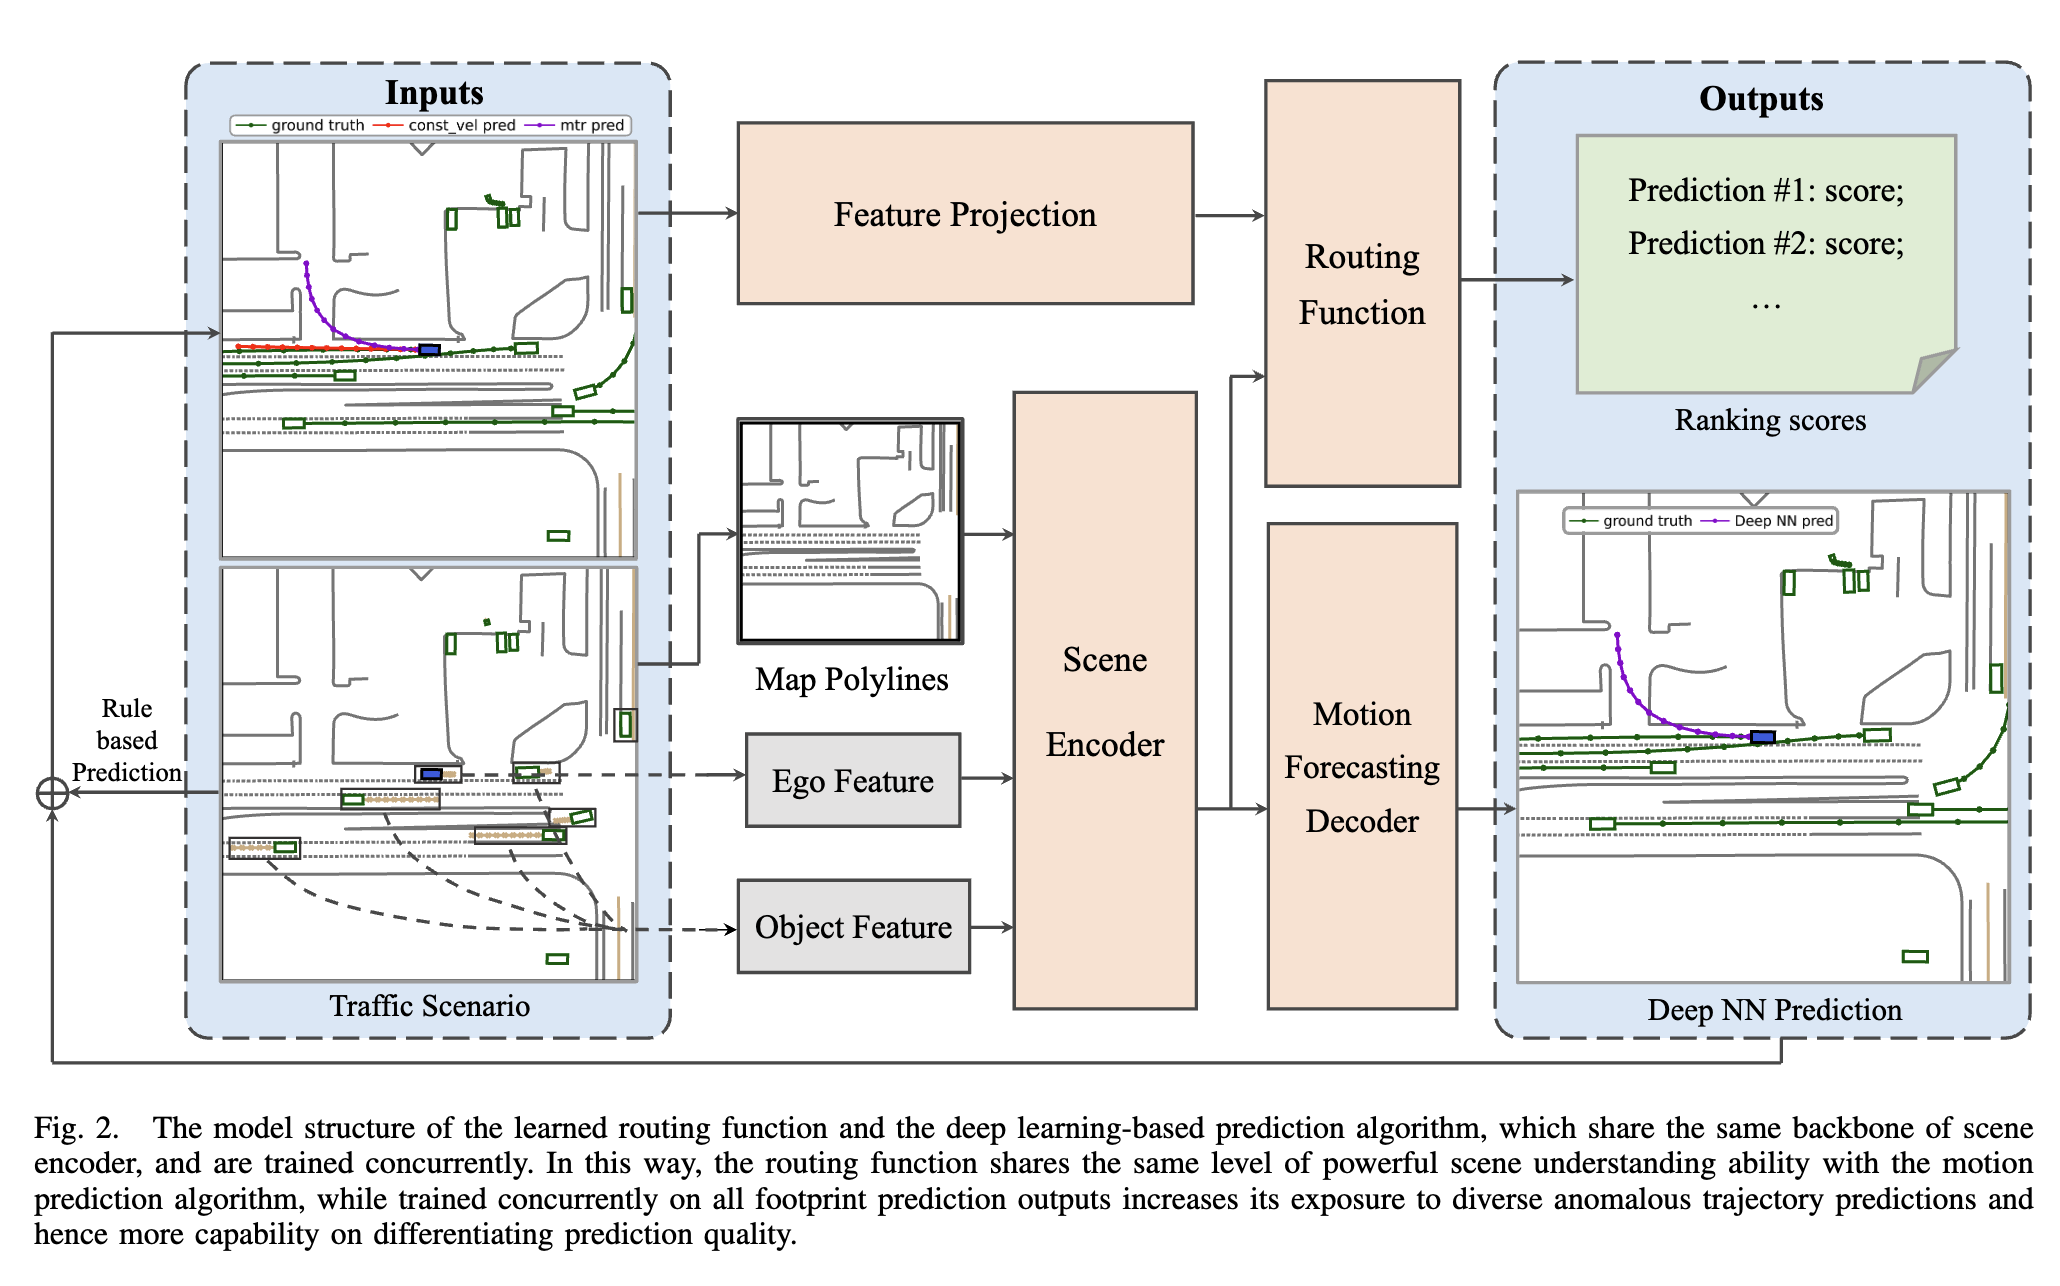 Inputs
ground truth const_vel pred mtr pred
Traffic Scenario
Rule
based
Prediction
Feature Projection
Map Polylines
Ego Feature
Object Feature
Scene
Encoder
Routing
Function
Motion
Forecasting
Decoder
Outputs
Prediction #1: score;
Prediction #2: score;
…
Ranking scores
ground truth Deep NN pred
Deep NN Prediction
Fig. 2. The model structure of the learned routing function and the deep learning-based prediction algorithm, which share the same backbone of scene
encoder, and are trained concurrently. In this way, the routing function shares the same level of powerful scene understanding ability with the motion
prediction algorithm, while trained concurrently on all footprint prediction outputs increases its exposure to diverse anomalous trajectory predictions and
hence more capability on differentiating prediction quality.